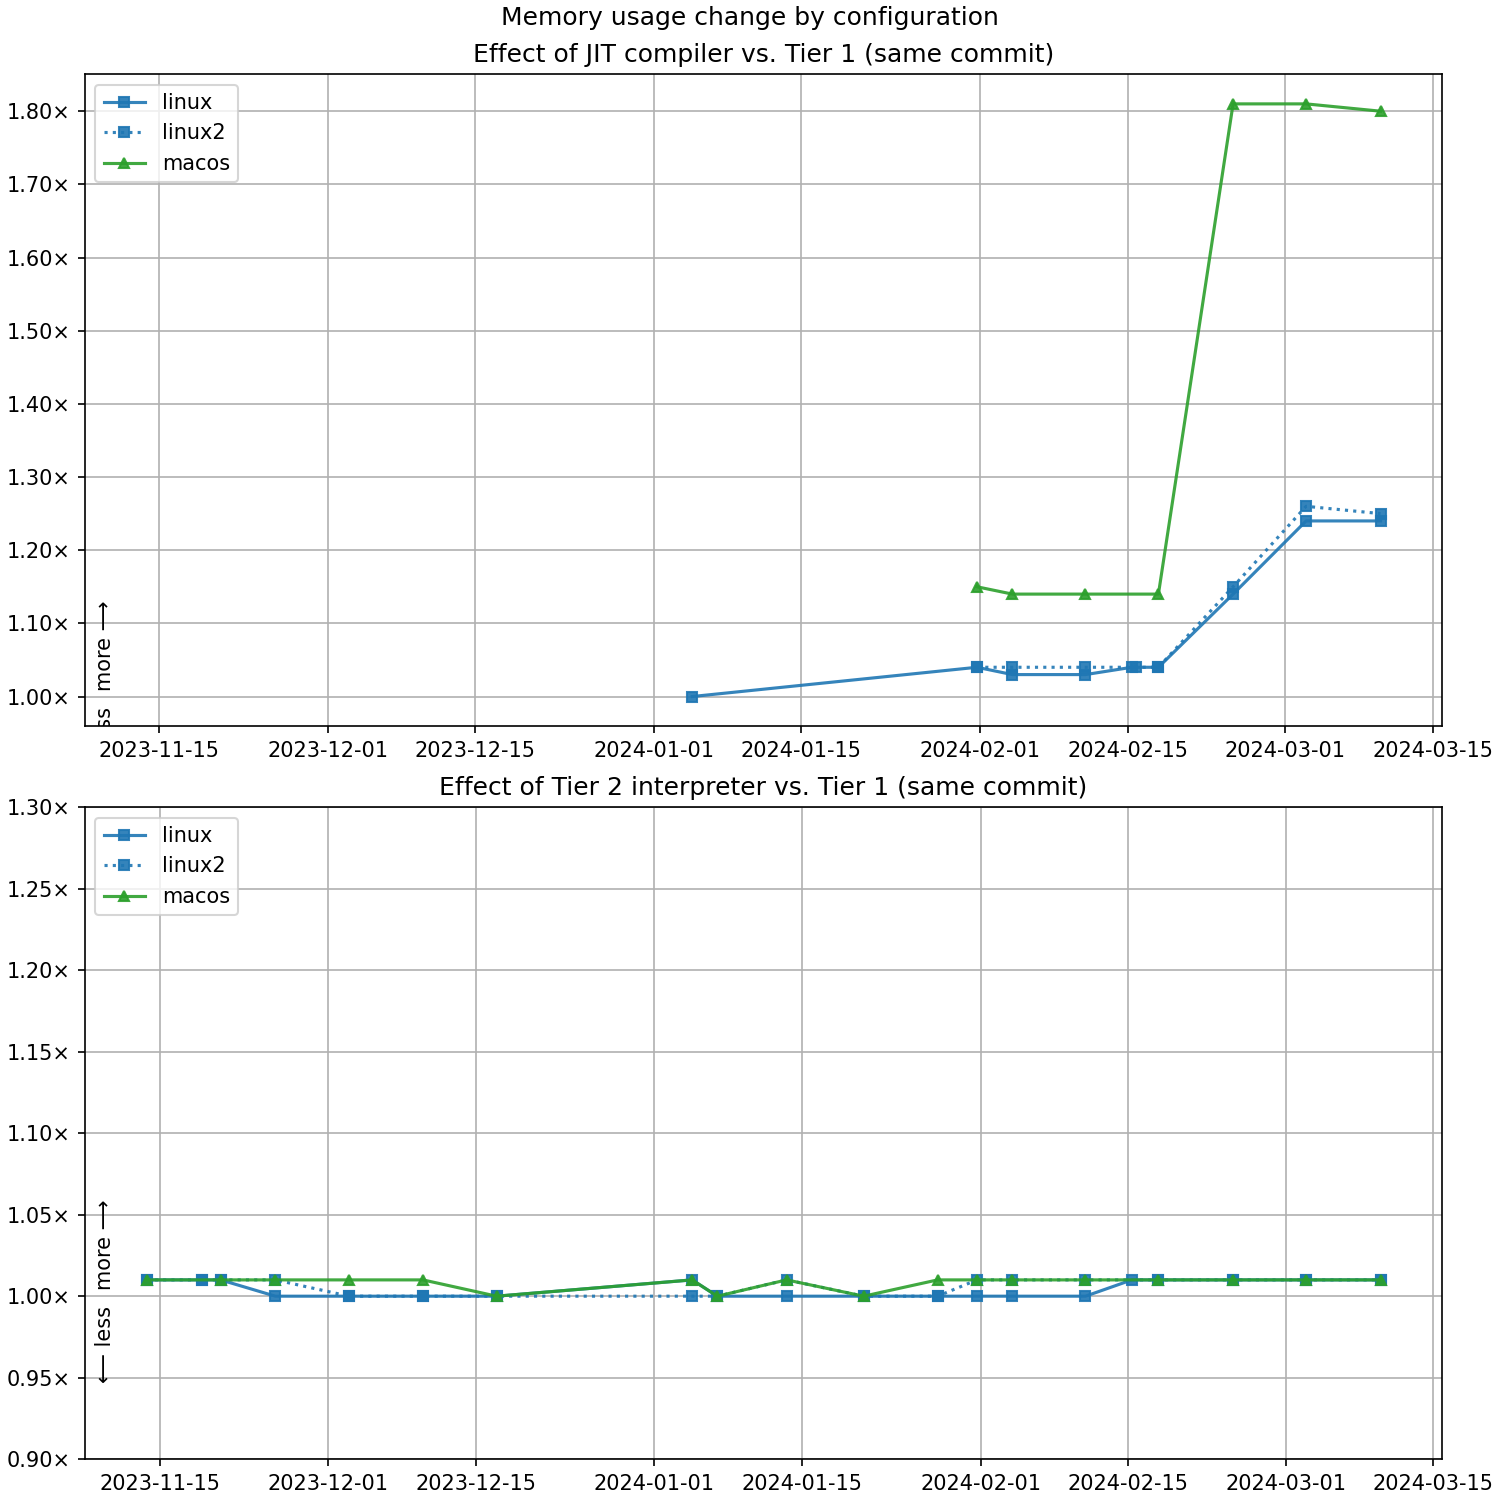 Memory usage change by configuration
Effect of JIT compiler vs. Tier 1 (same commit)
linux
linux2
macos
1.80×
1.70×
1.60×
1.50×
1.40×
1.30×
1.20×
1.10×
1.00×
ss more ⟶
2023-11-15 2023-12-01 2023-12-15 2024-01-01 2024-01-15 2024-02-01 2024-02-15 2024-03-01 2024-03-15
Effect of Tier 2 interpreter vs. Tier 1 (same commit)
linux
linux2
macos
1.30×
1.25×
1.20×
1.15×
1.10×
1.05×
1.00×
0.95×
0.90×
⟵ less more ⟶
2023-11-15 2023-12-01 2023-12-15 2024-01-01 2024-01-15 2024-02-01 2024-02-15 2024-03-01 2024-03-15